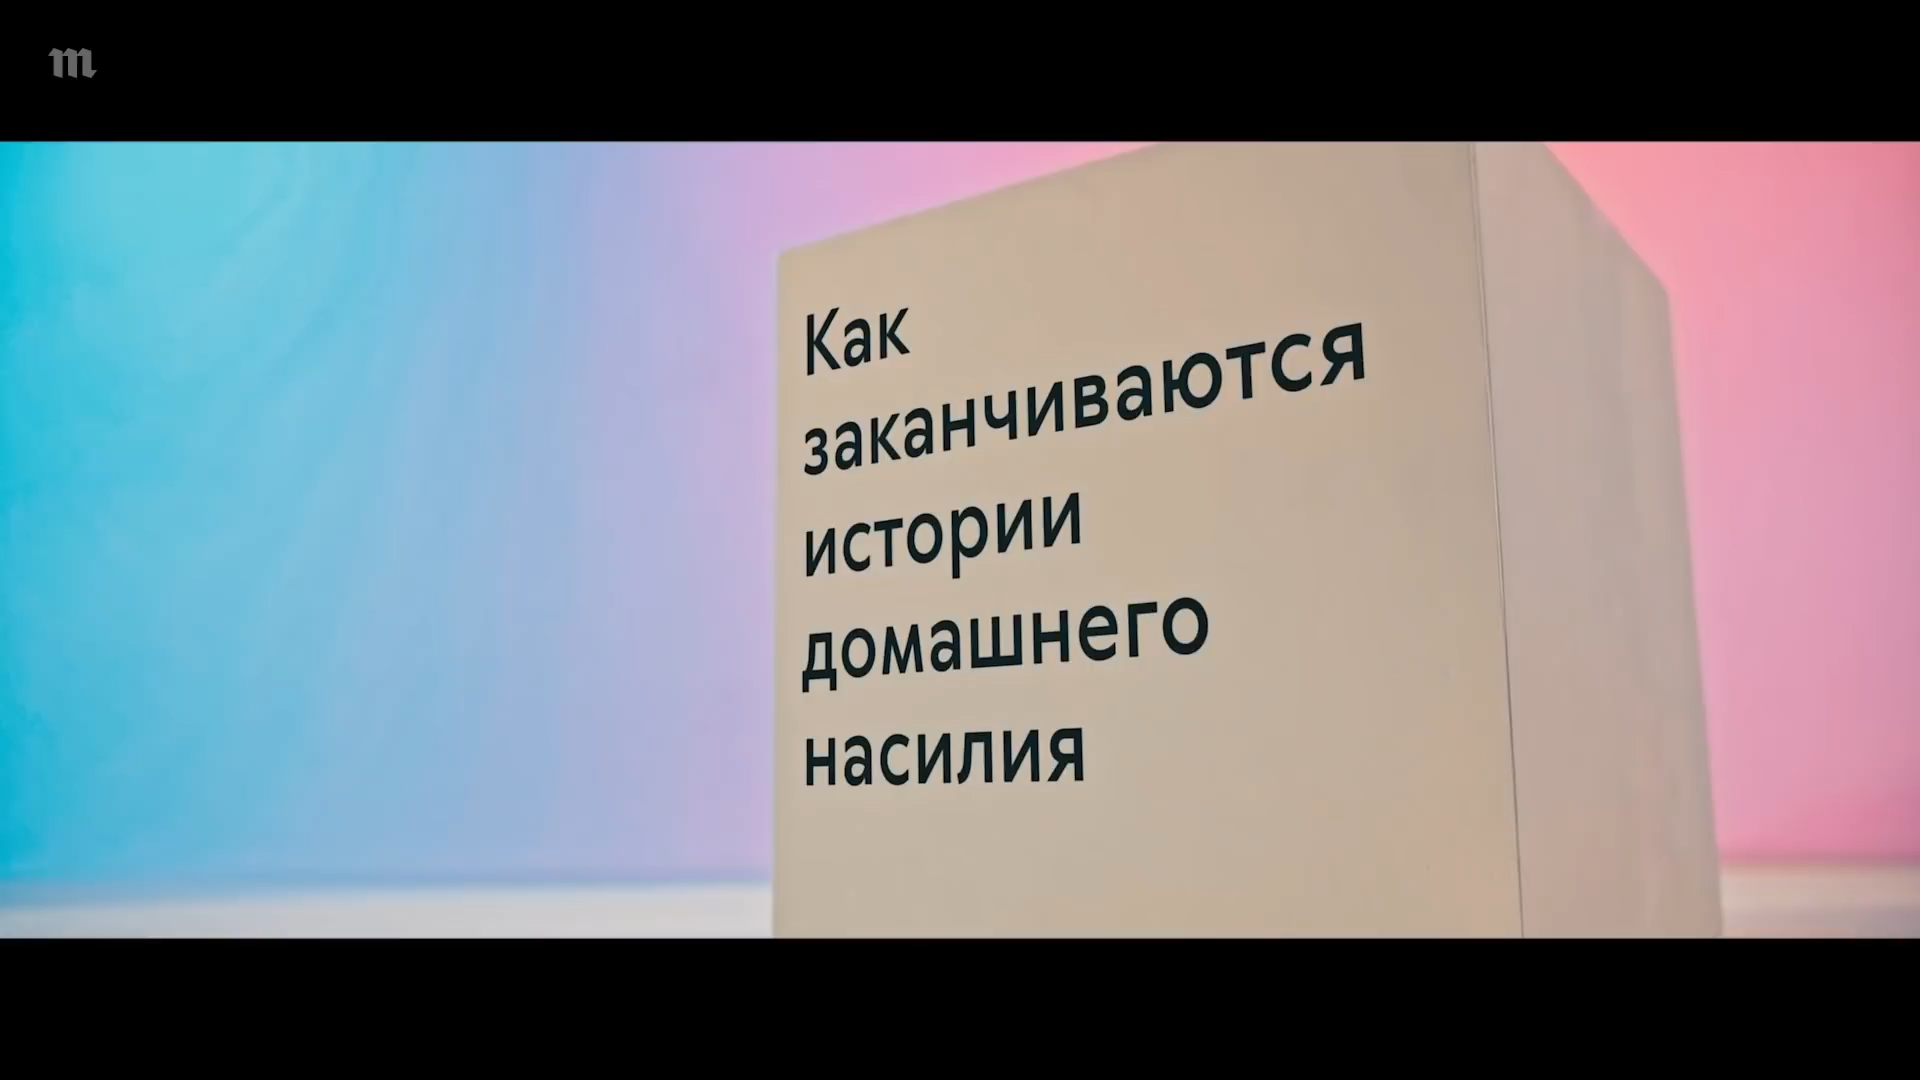 m
Как
заканчиваются
истории
домашнего
насилия